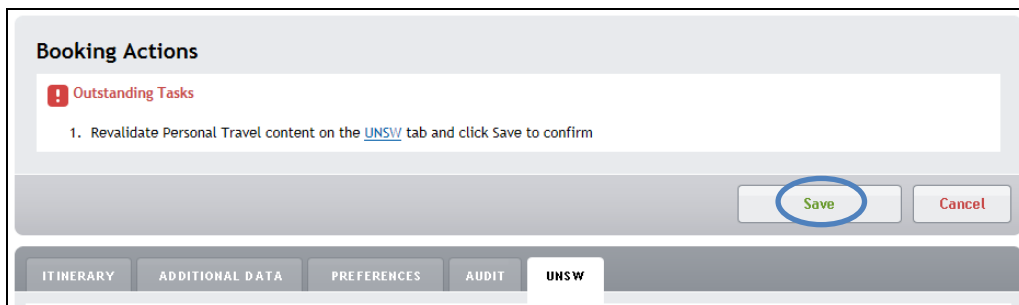 Booking Actions
! Outstanding Tasks
1. Revalidate Personal Travel content on the UNSW tab and click Save to confirm
Save Cancel
ITINERARY ADDITIONAL DATA PREFERENCES AUDIT UNSW